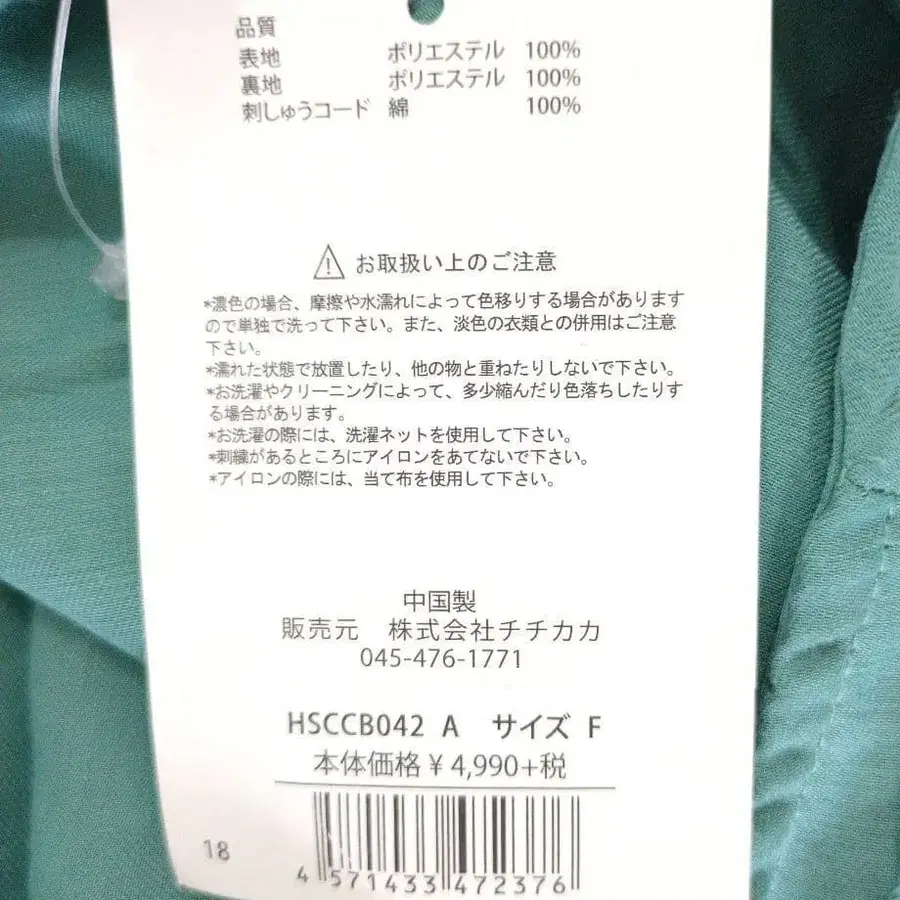 品質
表地 ポリエステル 100%
裏地 ポリエステル 100%
刺しゅうコード 綿 100%
お取扱い上のご注意
*濃色の場合、摩擦や水濡れによって色移りする場合があります
ので単独で洗って下さい。また、淡色の衣類との併用はご注意
下さい。
*濡れた状態で放置したり、他の物と重ねたりしないで下さい。
*お洗濯やクリーニングによって、多少縮んだり色落ちしたりす
る場合があります。
*お洗濯の際には、洗濯ネットを使用して下さい。
*刺繍があるところにアイロンをあてないで下さい。
*アイロンの際には、当て布を使用して下さい。
中国製
販売元 株式会社チチカカ
045-476-1771
HSCCB042 A サイズ F
本体価格¥4,990+税
18
4 571433 472376